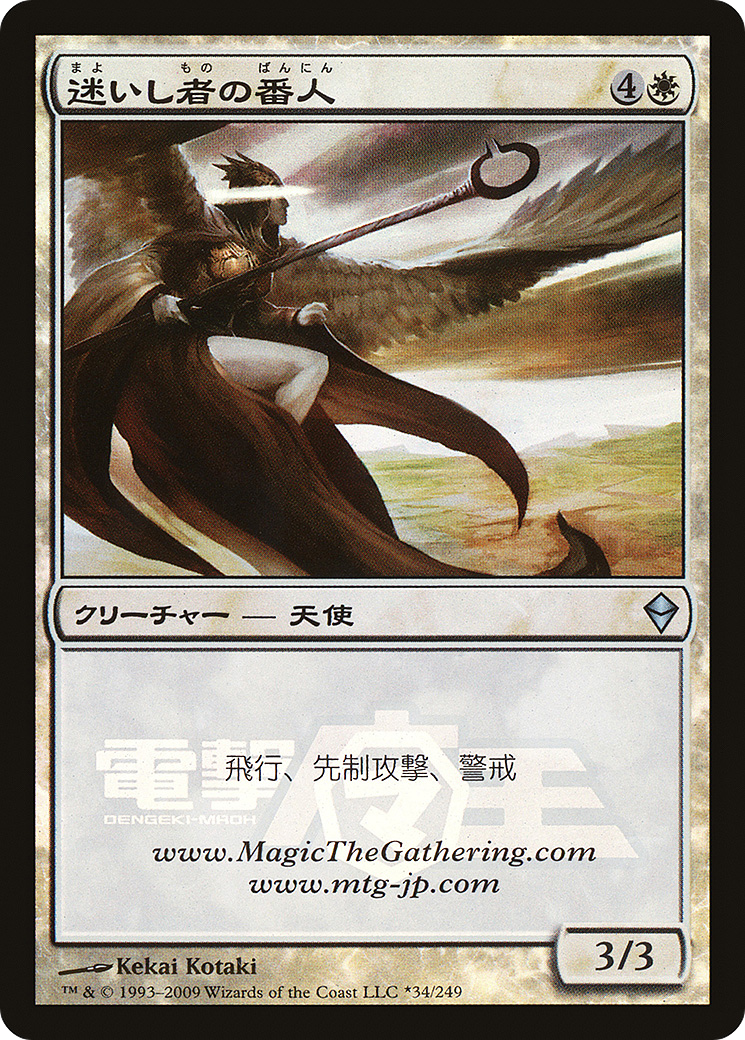 まよ もの ばんにん
迷いし者の番人 4
クリーチャー — 天使
電撃魔王
DENGEKI-MAOH
飛行、先制攻撃、警戒
www.MagicTheGathering.com
www.mtg-jp.com
3/3
Kekai Kotaki
™ & © 1993–2009 Wizards of the Coast LLC *34/249